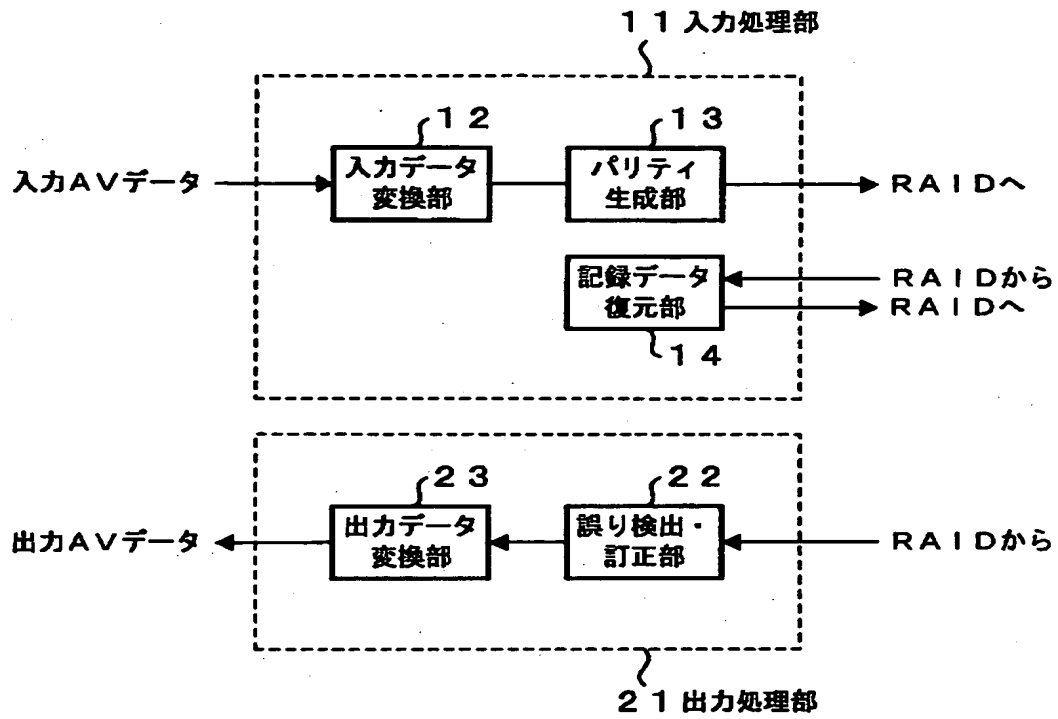 11 入力処理部
12
13
入力AVデータ
入力データ
変換部
パリティ
生成部
RAIDへ
記録データ
復元部
RAIDから
RAIDへ
14
23
22
出力AVデータ
出力データ
変換部
誤り検出・
訂正部
RAIDから
21 出力処理部